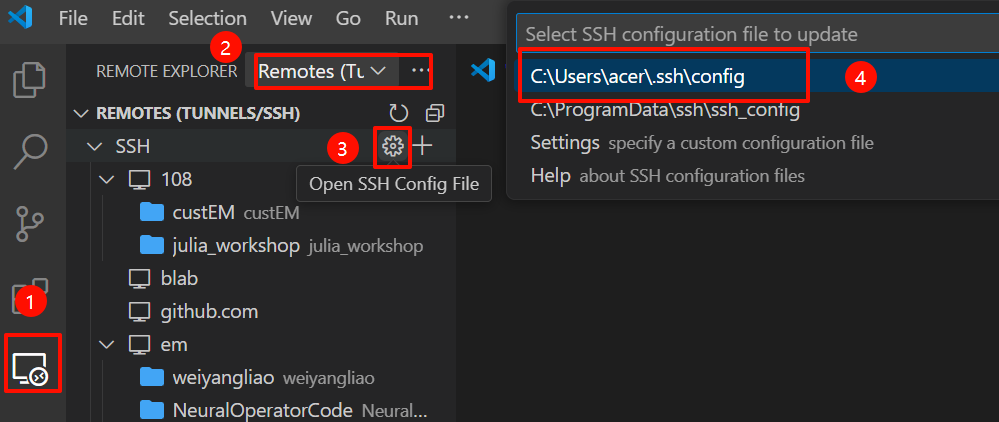 File Edit Selection View Go Run ···
2
REMOTE EXPLORER Remotes (Tu ···
REMOTES (TUNNELS/SSH)
SSH
3
Open SSH Config File
108
custEM custEM
julia_workshop julia_workshop
blab
github.com
em
weiyangliao weiyangliao
NeuralOperatorCode Neural...
1
Select SSH configuration file to update
C:\Users\acer\.ssh\config
4
C:\ProgramData\ssh\ssh_config
Settings specify a custom configuration file
Help about SSH configuration files